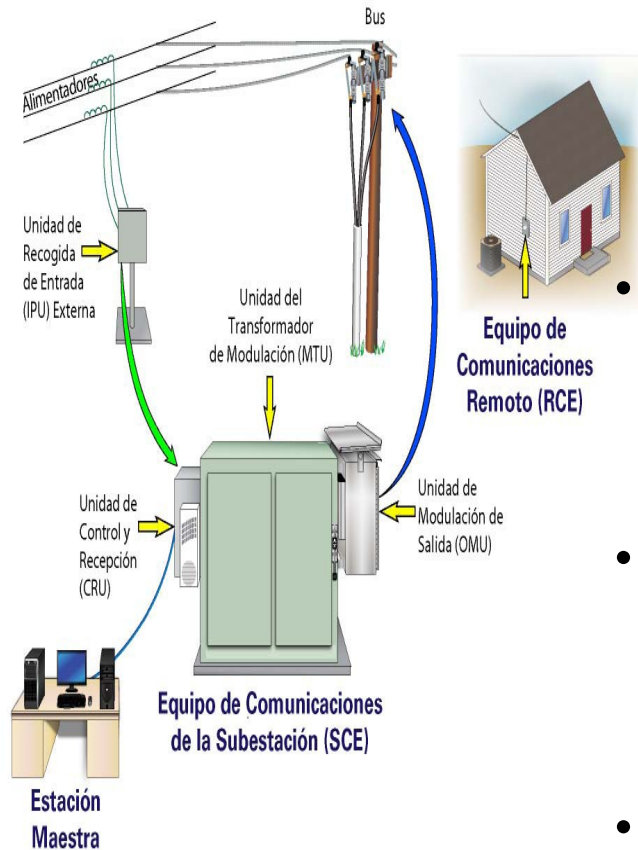 Bus
Alimentadores
Unidad de
Recogida
de Entrada
(IPU) Externa
Unidad del
Transformador
de Modulación (MTU)
Equipo de
Comunicaciones
Remoto (RCE)
Unidad de
Control y
Recepción
(CRU)
Unidad de
Modulación de
Salida (OMU)
Equipo de Comunicaciones
de la Subestación (SCE)
Estación
Maestra